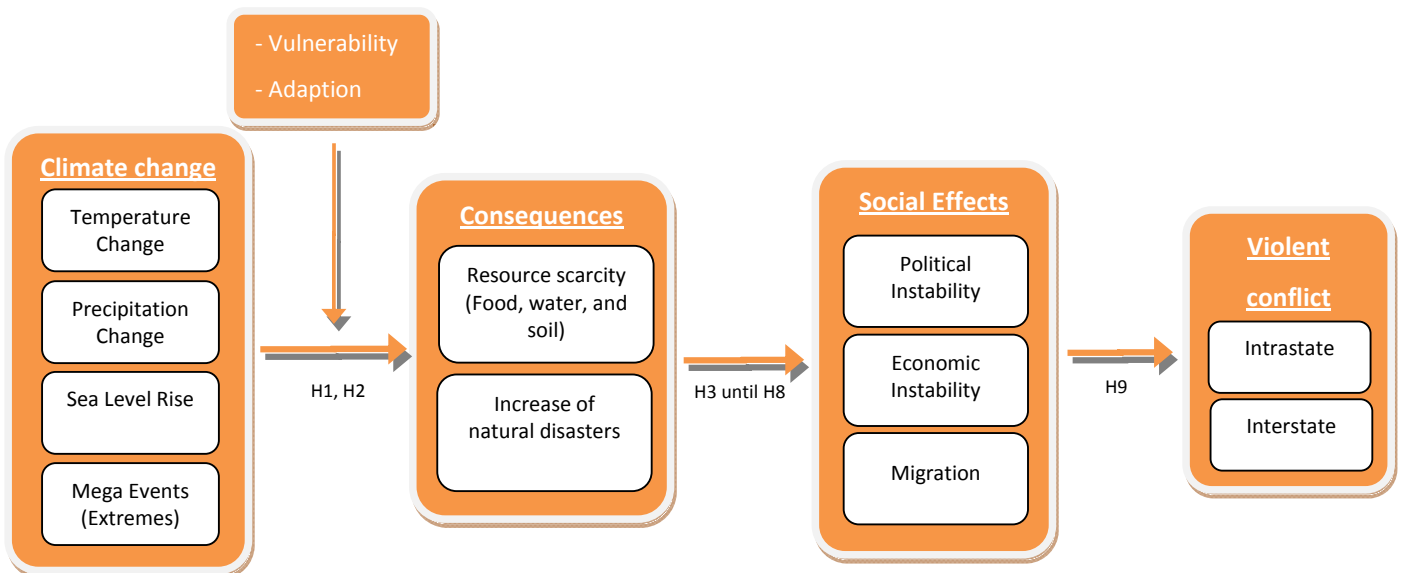 - Vulnerability
- Adaption
Climate change
Temperature
Change
Precipitation
Change
Sea Level Rise
Mega Events
(Extremes)
H1, H2
Consequences
Resource scarcity
(Food, water, and
soil)
Increase of
natural disasters
H3 until H8
Social Effects
Political
Instability
Economic
Instability
Migration
H9
Violent
conflict
Intrastate
Interstate